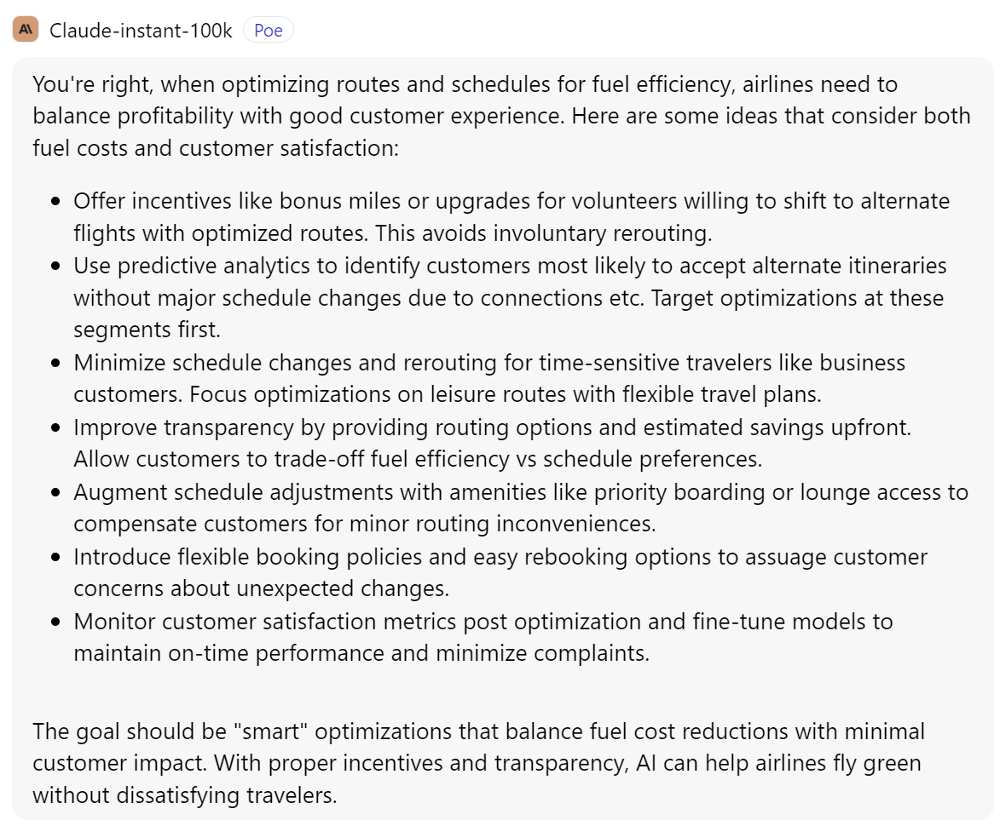 Claude-instant-100k Poe
You're right, when optimizing routes and schedules for fuel efficiency, airlines need to
balance profitability with good customer experience. Here are some ideas that consider both
fuel costs and customer satisfaction:
• Offer incentives like bonus miles or upgrades for volunteers willing to shift to alternate
flights with optimized routes. This avoids involuntary rerouting.
• Use predictive analytics to identify customers most likely to accept alternate itineraries
without major schedule changes due to connections etc. Target optimizations at these
segments first.
• Minimize schedule changes and rerouting for time-sensitive travelers like business
customers. Focus optimizations on leisure routes with flexible travel plans.
• Improve transparency by providing routing options and estimated savings upfront.
Allow customers to trade-off fuel efficiency vs schedule preferences.
• Augment schedule adjustments with amenities like priority boarding or lounge access to
compensate customers for minor routing inconveniences.
• Introduce flexible booking policies and easy rebooking options to assuage customer
concerns about unexpected changes.
• Monitor customer satisfaction metrics post optimization and fine-tune models to
maintain on-time performance and minimize complaints.
The goal should be "smart" optimizations that balance fuel cost reductions with minimal
customer impact. With proper incentives and transparency, AI can help airlines fly green
without dissatisfying travelers.